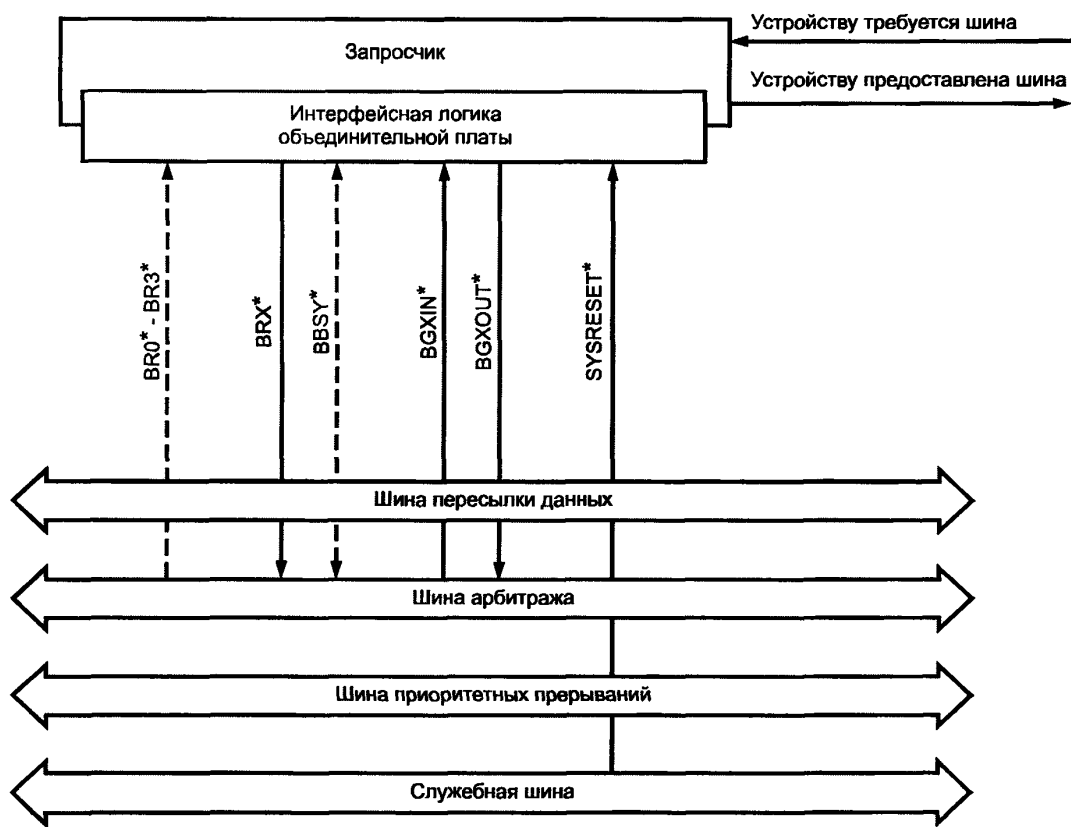 Устройству требуется шина
Запросчик
Устройству предоставлена шина
Интерфейсная логика
объединительной платы
BR0* - BR3*
BRX*
BBSY*
BGXIN*
BGXOUT*
SYSRESET*
Шина пересылки данных
Шина арбитража
Шина приоритетных прерываний
Служебная шина